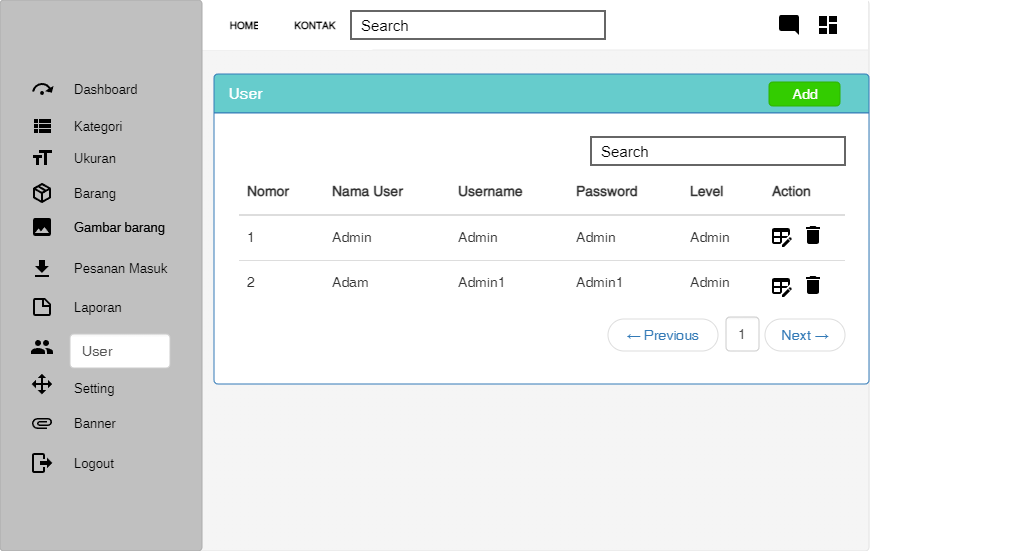 HOME KONTAK Search
Dashboard
Kategori
Ukuran
Barang
Gambar barang
Pesanan Masuk
Laporan
User
Setting
Banner
Logout
User Add
Search
Nomor Nama User Username Password Level Action
1 Admin Admin Admin Admin
2 Adam Admin1 Admin1 Admin
← Previous 1 Next →